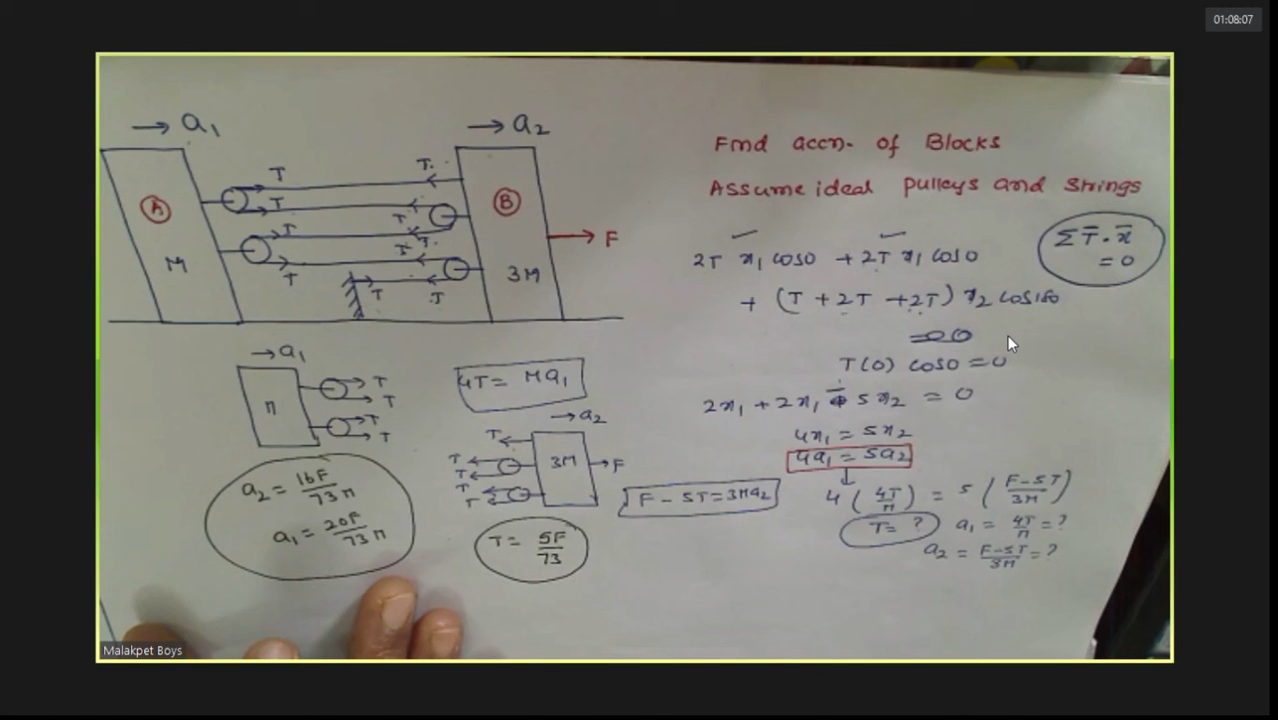 01:08:07
→ a₁
→ a₂
Find accn. of Blocks
Assume ideal pulleys and strings
A
M
T
T
T
T
T
T.
T
T
T
T
T
B
3M
F
2T x₁ cos0 + 2T x₁ cos0
+ (T + 2T + 2T) x₂ cos180
= 0
Σ T̄ · x̄
= 0
T(0) cos0 = 0
2x₁ + 2x₁ - 5x₂ = 0
4x₁ = 5x₂
4a₁ = 5a₂
4 (4T/M) = 5 (F-5T/3M)
T = ?
a₁ = 4T/M = ?
a₂ = F-5T/3M = ?
→ a₁
M
T
T
T
T
4T = Ma₁
→ a₂
T
T
T
T
T
3M
F
F - 5T = 3Ma₂
a₂ = 16F/73M
a₁ = 20F/73M
T = 5F/73
Malakpet Boys